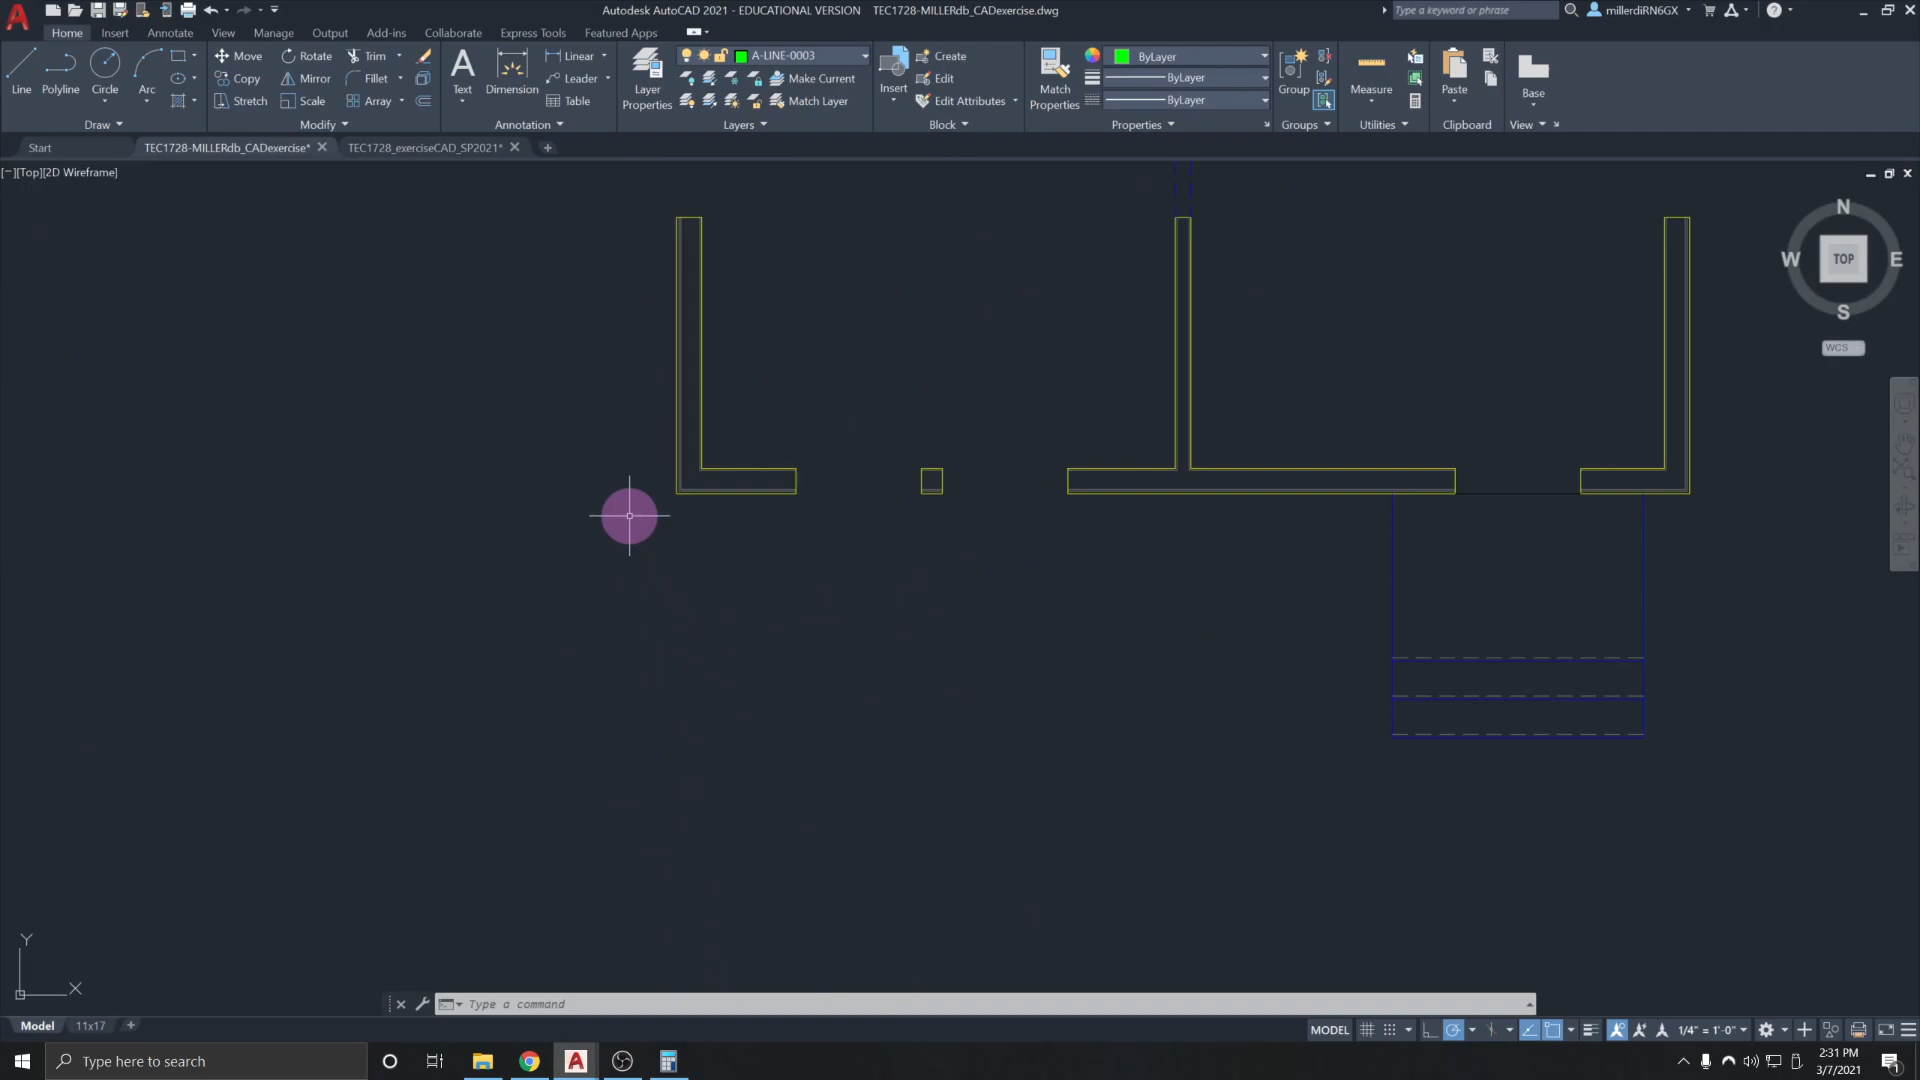 Autodesk AutoCAD 2021 - EDUCATIONAL VERSION TEC1728-MILLERdb_CADexercise.dwg
Type a keyword or phrase
millerdiRN6GX
Home Insert Annotate View Manage Output Add-ins Collaborate Express Tools Featured Apps
Line Polyline Circle Arc
Move Rotate Trim
Copy Mirror Fillet
Stretch Scale Array
Text Dimension
Linear
Leader
Table
Layer Properties
A-LINE-0003
Make Current
Match Layer
Insert
Create
Edit
Edit Attributes
Match Properties
ByLayer
ByLayer
ByLayer
Group
Measure
Paste
Base
Draw Modify Annotation Layers Block Properties Groups Utilities Clipboard View
Start TEC1728-MILLERdb_CADexercise* TEC1728_exerciseCAD_SP2021*
[−][Top][2D Wireframe]
N
W TOP E
S
WCS
Y
X
Type a command
Model 11x17
MODEL 1/4" = 1'-0"
Type here to search
2:31 PM
3/7/2021
1